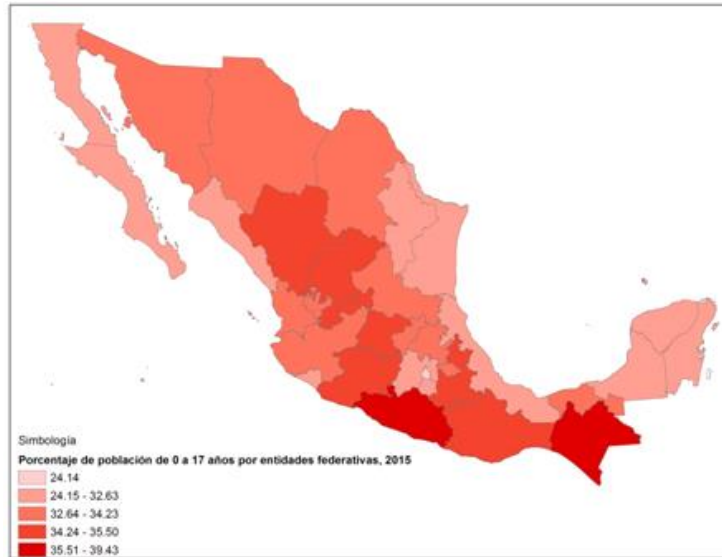 Simbología
Porcentaje de población de 0 a 17 años por entidades federativas, 2015
24.14
24.15 - 32.63
32.64 - 34.23
34.24 - 35.50
35.51 - 39.43